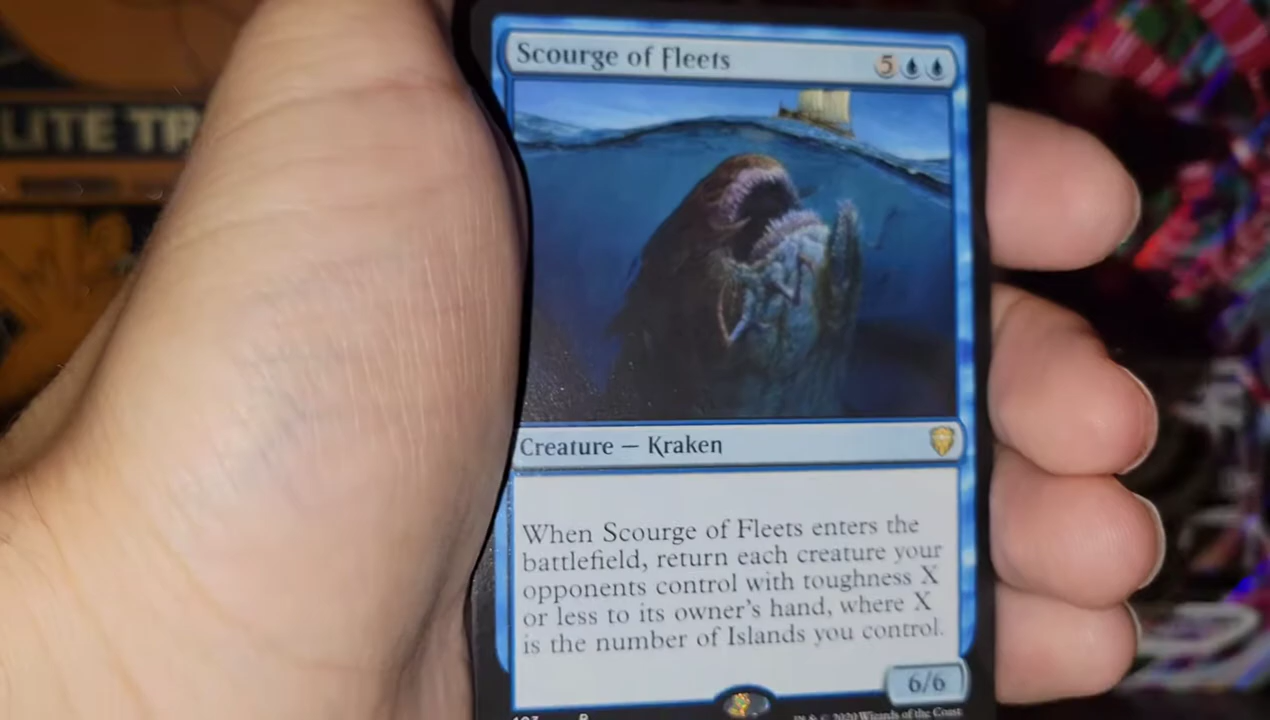 LITE TR
Scourge of Fleets
5
Creature — Kraken
When Scourge of Fleets enters the
battlefield, return each creature your
opponents control with toughness X
or less to its owner's hand, where X
is the number of Islands you control.
6/6
R
& © 2020 Wizards of the Coast